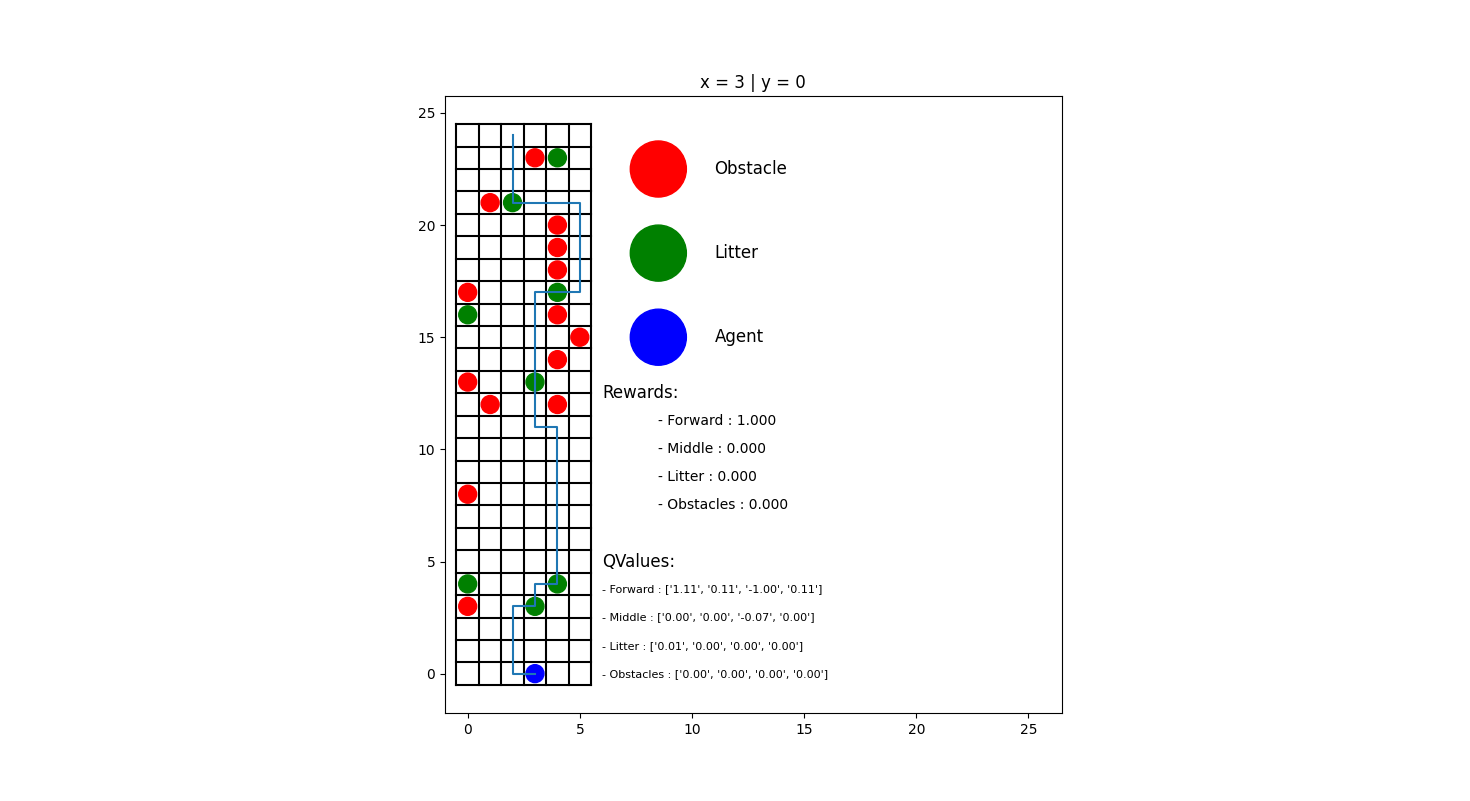 x = 3 | y = 0
25
20
15
10
5
0
0 5 10 15 20 25
Obstacle
Litter
Agent
Rewards:
- Forward : 1.000
- Middle : 0.000
- Litter : 0.000
- Obstacles : 0.000
QValues:
- Forward : ['1.11', '0.11', '-1.00', '0.11']
- Middle : ['0.00', '0.00', '-0.07', '0.00']
- Litter : ['0.01', '0.00', '0.00', '0.00']
- Obstacles : ['0.00', '0.00', '0.00', '0.00']